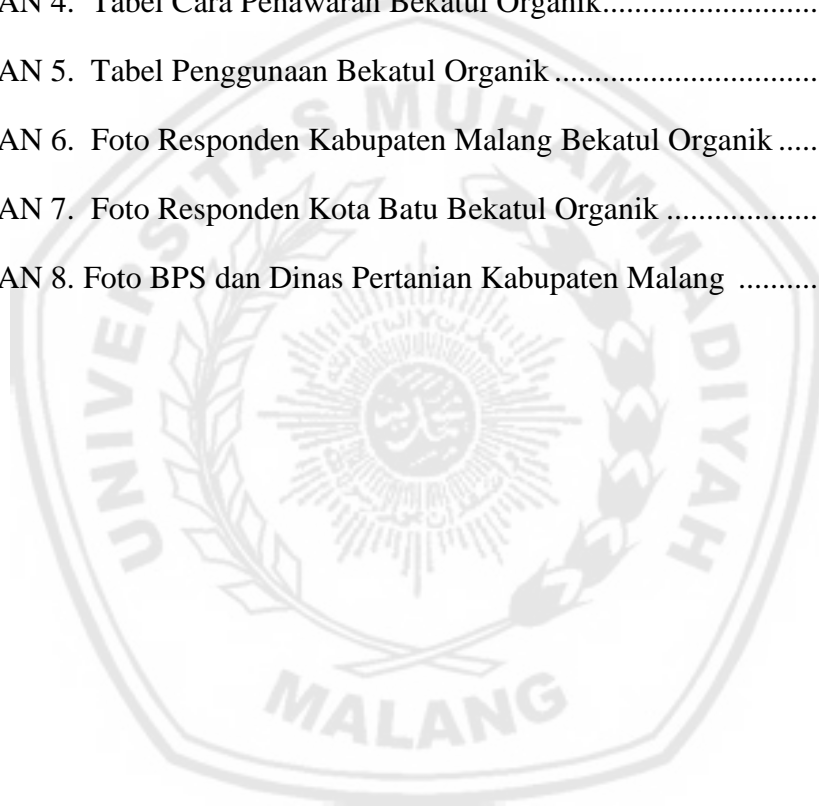 AN 4. Tabel Cara Penawaran Bekatul Organik............................
AN 5. Tabel Penggunaan Bekatul Organik ..................................
AN 6. Foto Responden Kabupaten Malang Bekatul Organik .....
AN 7. Foto Responden Kota Batu Bekatul Organik ...................
AN 8. Foto BPS dan Dinas Pertanian Kabupaten Malang ..........
UNIVERSITAS MUHAMMADIYAH
MALANG